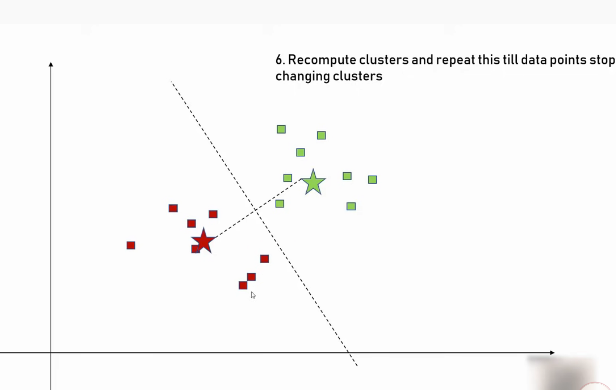 6. Recompute clusters and repeat this till data points stop
changing clusters